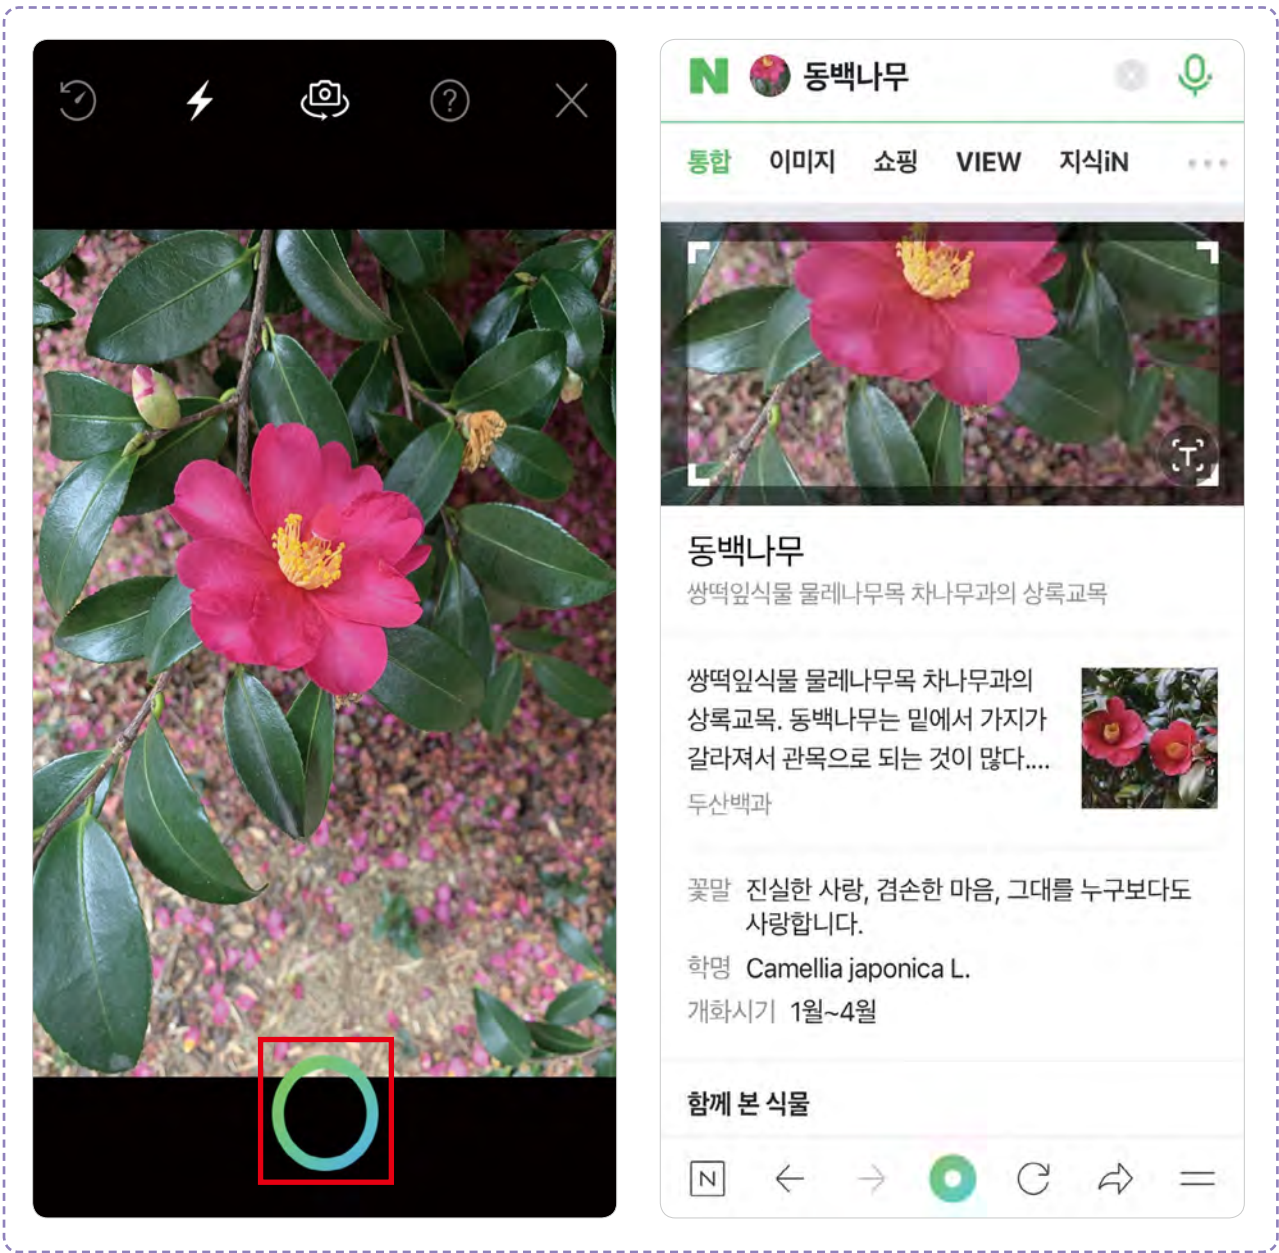 ?
N 동백나무
통합 이미지 쇼핑 VIEW 지식iN
T
동백나무
쌍떡잎식물 물레나무목 차나무과의 상록교목
쌍떡잎식물 물레나무목 차나무과의
상록교목. 동백나무는 밑에서 가지가
갈라져서 관목으로 되는 것이 많다....
두산백과
꽃말 진실한 사랑, 겸손한 마음, 그대를 누구보다도
사랑합니다.
학명 Camellia japonica L.
개화시기 1월~4월
함께 본 식물
N